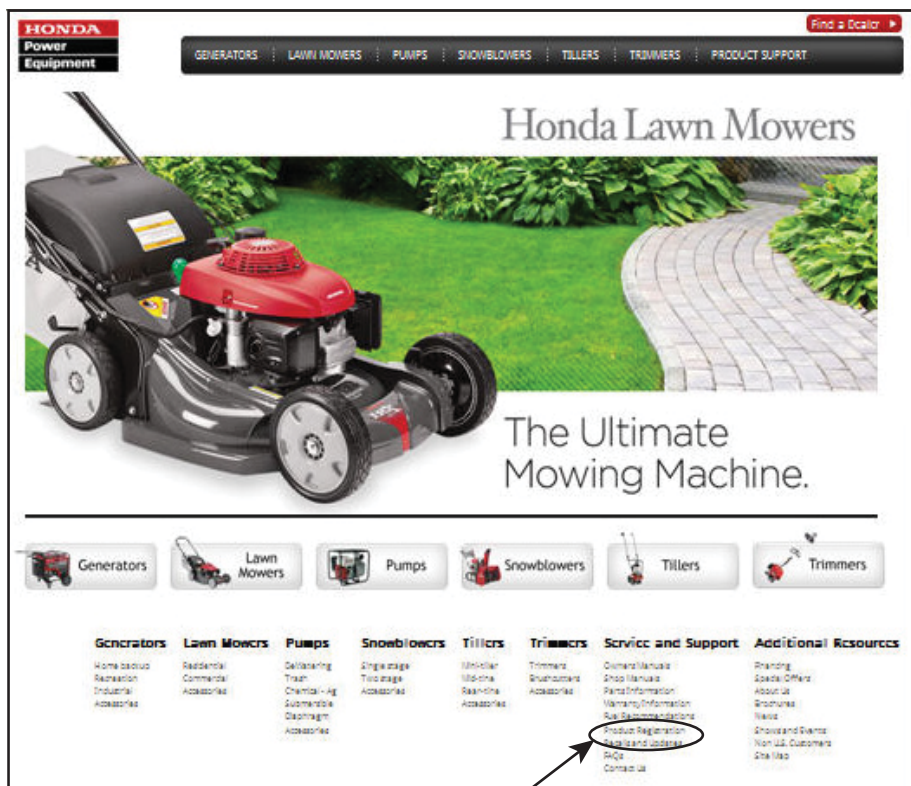 HONDA
Power
Equipment
Find a Dealer
GENERATORS LAWN MOWERS PUMPS SNOWBLOWERS TILLERS TRIMMERS PRODUCT SUPPORT
Honda Lawn Mowers
The Ultimate
Mowing Machine.
Generators
Lawn
Mowers
Pumps
Snowblowers
Tillers
Trimmers
Generators
Home backup
Recreation
Industrial
Accessories
Lawn Mowers
Residential
Commercial
Accessories
Pumps
DeWatering
Trash
Chemical - Ag
Submersible
Diaphragm
Accessories
Snowblowers
Single stage
Two stage
Accessories
Tillers
Mini-tiller
Mid-tine
Rear-tine
Accessories
Trimmers
Trimmers
Brushcutters
Accessories
Service and Support
Owners Manuals
Shop Manuals
Parts Information
Warranty Information
Fuel Recommendations
Product Registration
Recalls and Updates
FAQs
Contact Us
Additional Resources
Financing
Special Offers
About Us
Brochures
News
Shows and Events
Non U.S. Customers
Site Map